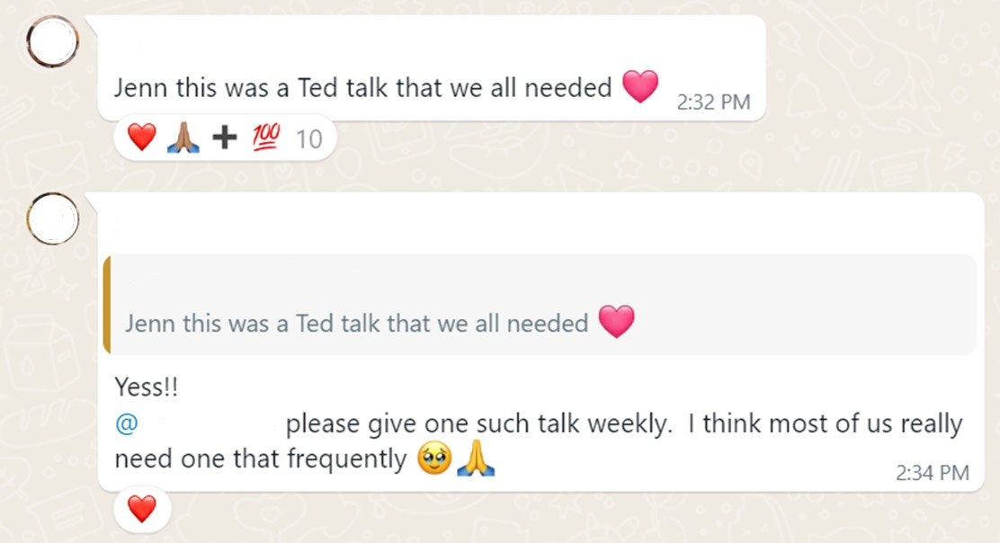 Jenn this was a Ted talk that we all needed 🩷
2:32 PM
❤️ 🙏🏽 ➕ 💯 10
Jenn this was a Ted talk that we all needed 🩷
Yess!!
@ please give one such talk weekly.  I think most of us really
need one that frequently 🥹🙏
2:34 PM
❤️